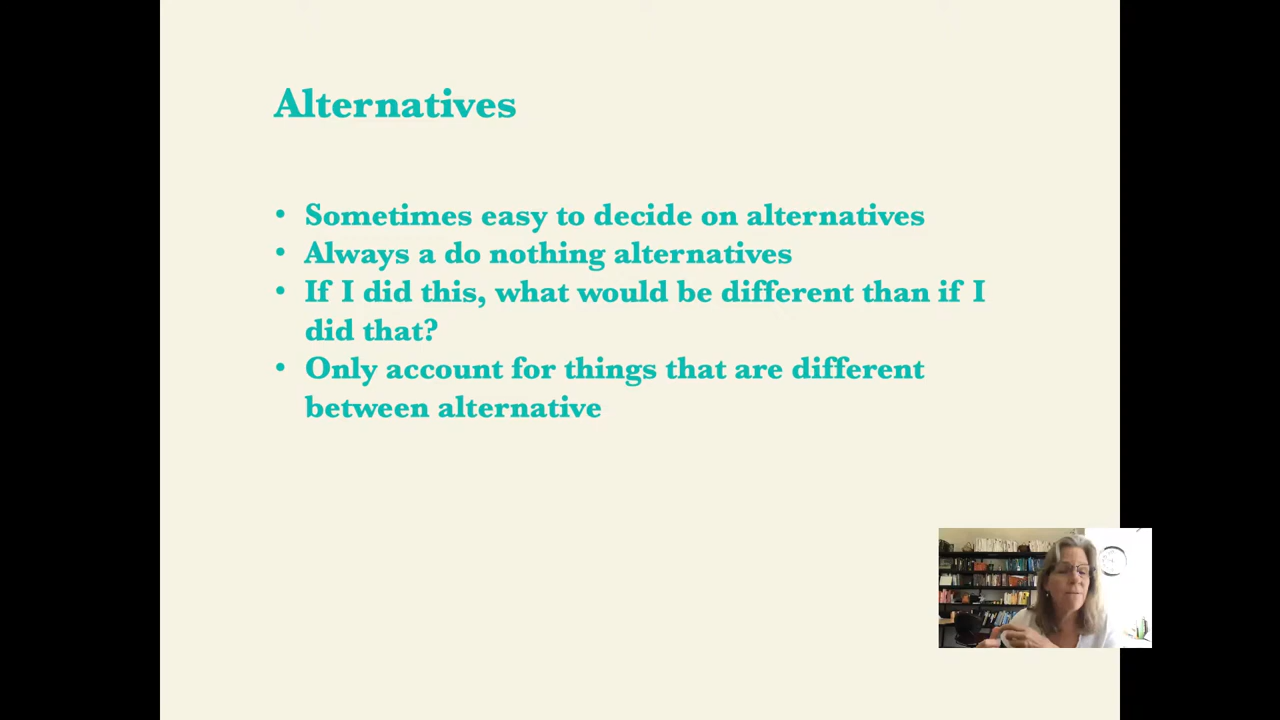 Alternatives
• Sometimes easy to decide on alternatives
• Always a do nothing alternatives
• If I did this, what would be different than if I
did that?
• Only account for things that are different
between alternative